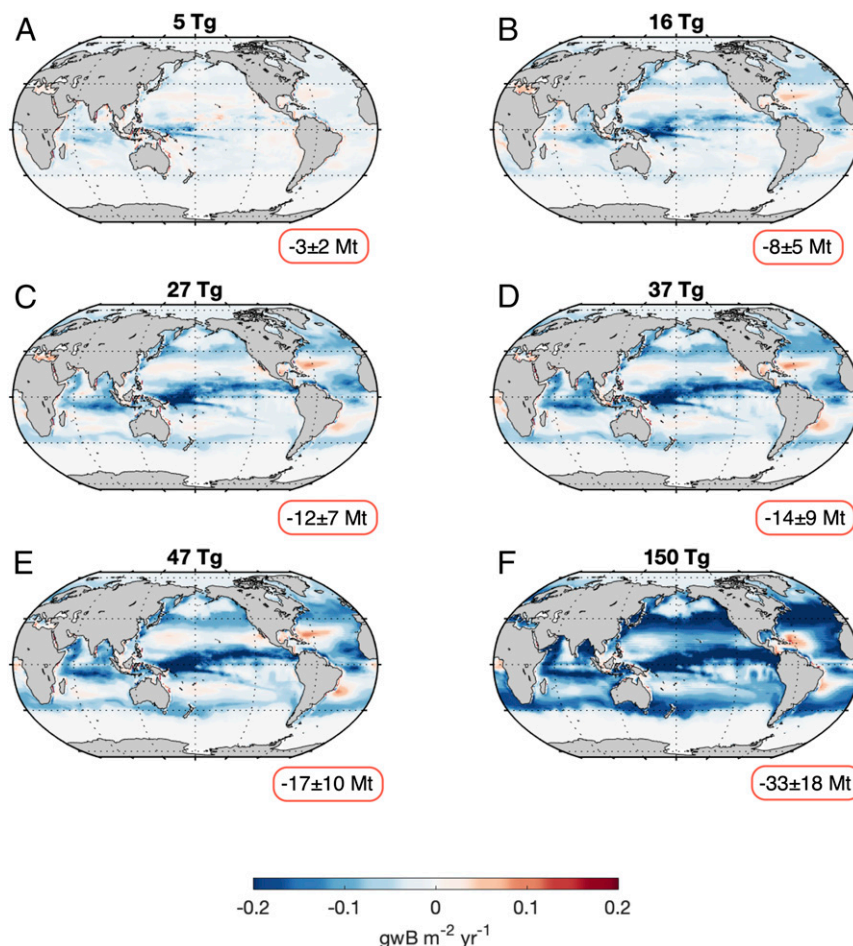 A
5 Tg
B
16 Tg
-3±2 Mt
-8±5 Mt
C
27 Tg
D
37 Tg
-12±7 Mt
-14±9 Mt
E
47 Tg
F
150 Tg
-17±10 Mt
-33±18 Mt
-0.2 -0.1 0 0.1 0.2
gwB m⁻² yr⁻¹